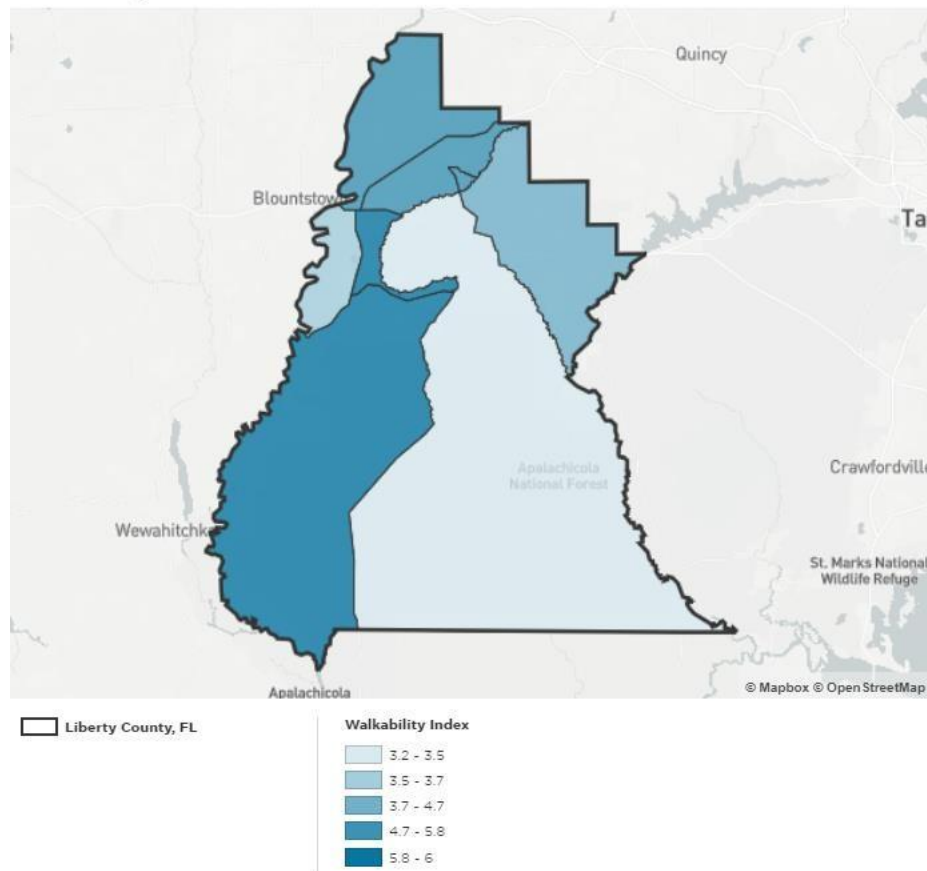 Quincy
Blountstown
Ta
Apalachicola
National Forest
Crawfordville
Wewahitchk
St. Marks National
Wildlife Refuge
Apalachicola
© Mapbox © OpenStreetMap
Liberty County, FL
Walkability Index
3.2 - 3.5
3.5 - 3.7
3.7 - 4.7
4.7 - 5.8
5.8 - 6